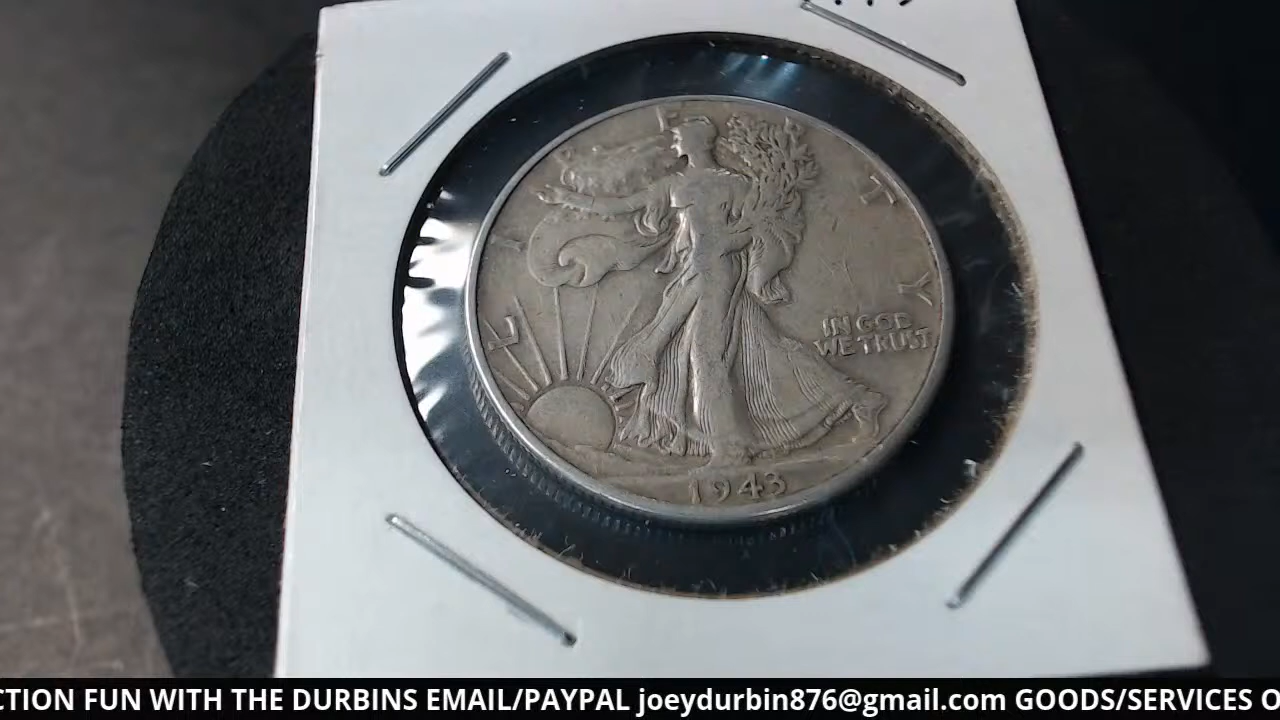 L I B E R T Y
IN GOD
WE TRUST
1943
CTION FUN WITH THE DURBINS EMAIL/PAYPAL joeydurbin876@gmail.com GOODS/SERVICES O